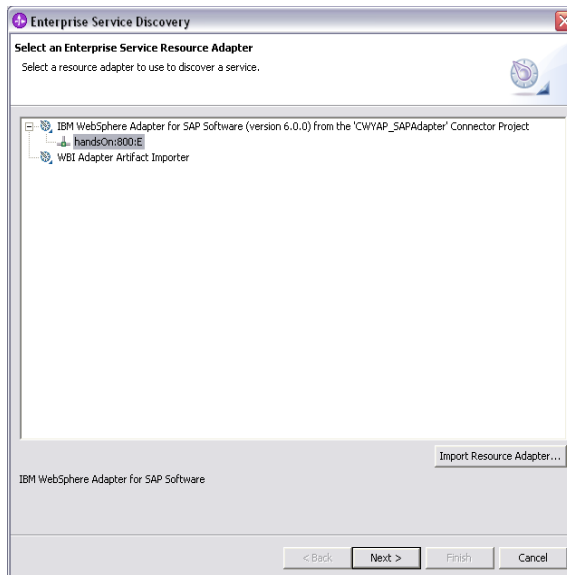 Enterprise Service Discovery
Select an Enterprise Service Resource Adapter
Select a resource adapter to use to discover a service.
IBM WebSphere Adapter for SAP Software (version 6.0.0) from the 'CWYAP_SAPAdapter' Connector Project
handsOn:800:E
WBI Adapter Artifact Importer
Import Resource Adapter...
IBM WebSphere Adapter for SAP Software
< Back Next > Finish Cancel